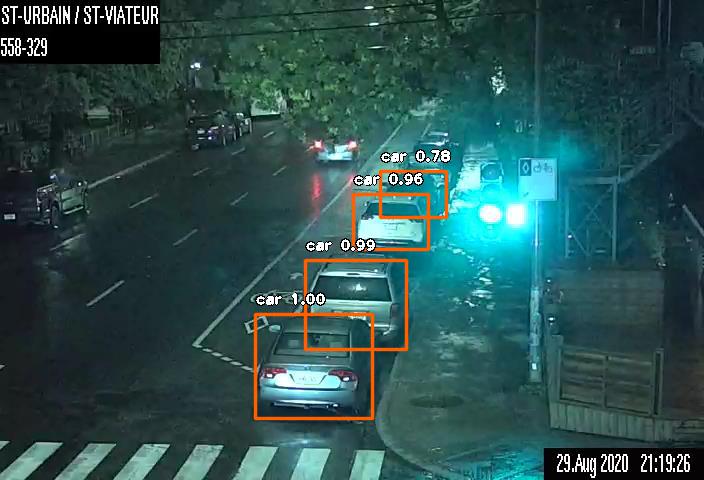 ST-URBAIN / ST-VIATEUR
558-329
car 0.78
car 0.96
car 0.99
car 1.00
29.Aug 2020 21:19:26